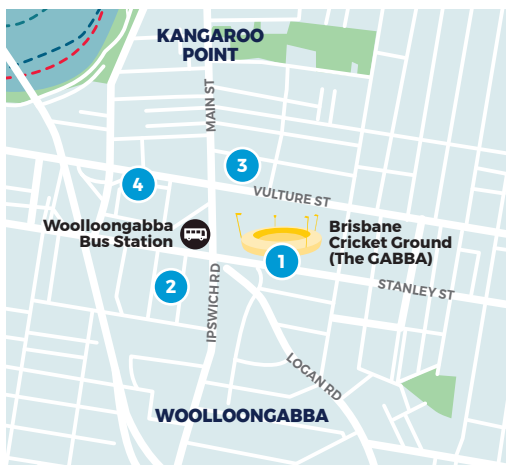 KANGAROO
POINT
MAIN ST
3
4
VULTURE ST
Woolloongabba
Bus Station
Brisbane
Cricket Ground
(The GABBA)
1
2
IPSWICH RD
STANLEY ST
LOGAN RD
WOOLLOONGABBA